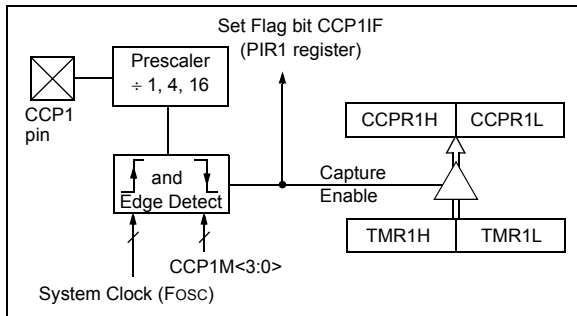 Set Flag bit CCP1IF
(PIR1 register)
Prescaler
÷ 1, 4, 16
CCP1
pin
CCPR1H
CCPR1L
and
Edge Detect
Capture
Enable
TMR1H
TMR1L
CCP1M<3:0>
System Clock (FOSC)